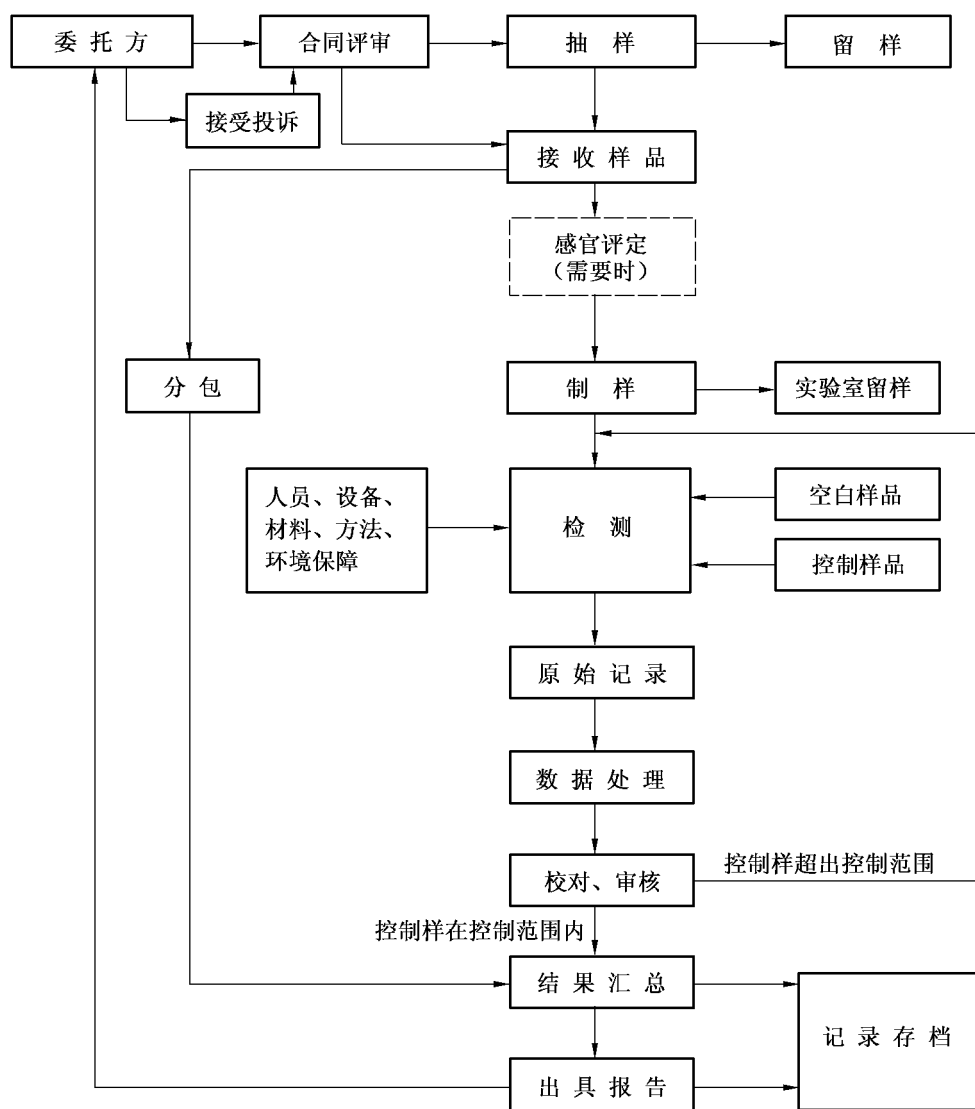 委托方
合同评审
抽样
留样
接受投诉
接收样品
感官评定
（需要时）
分包
制样
实验室留样
人员、设备、
材料、方法、
环境保障
检测
空白样品
控制样品
原始记录
数据处理
校对、审核
控制样超出控制范围
控制样在控制范围内
结果汇总
记录存档
出具报告